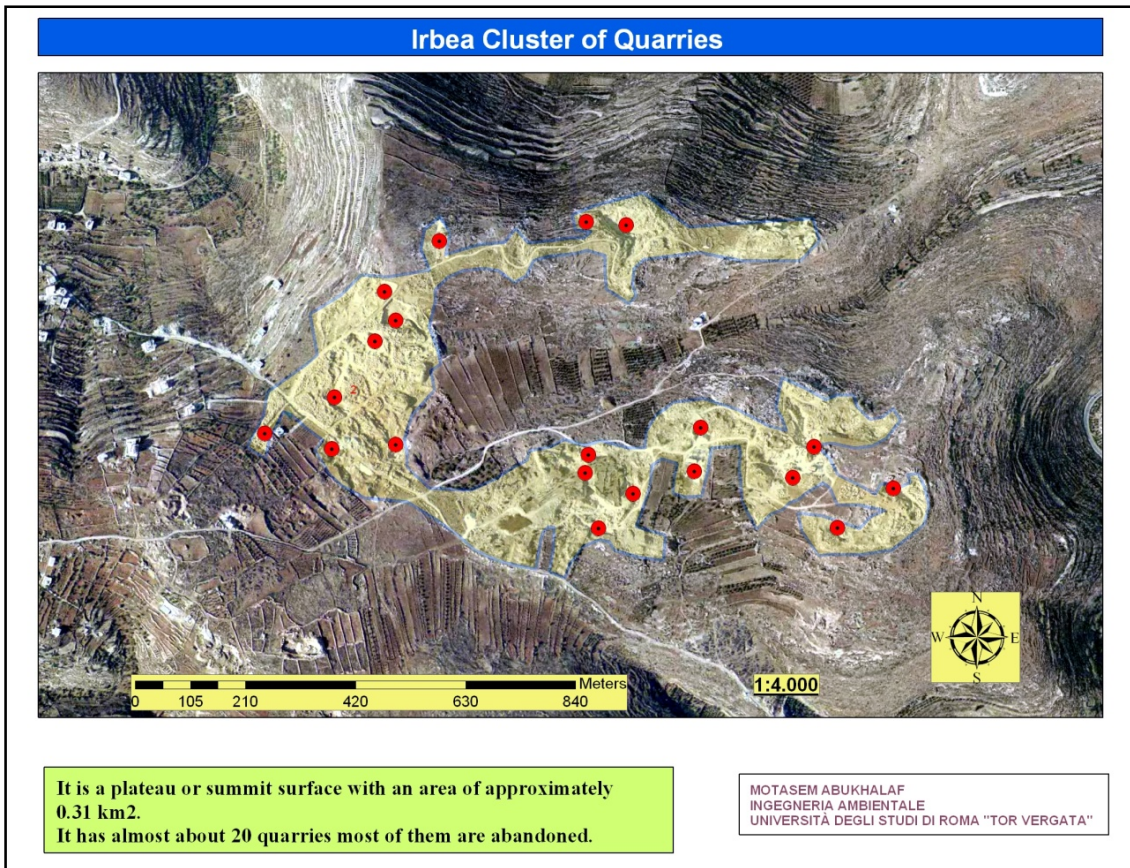 Irbea Cluster of Quarries
2
N
W E
S
Meters
0 105 210 420 630 840
1:4.000
It is a plateau or summit surface with an area of approximately
0.31 km2.
It has almost about 20 quarries most of them are abandoned.
MOTASEM ABUKHALAF
INGEGNERIA AMBIENTALE
UNIVERSITÀ DEGLI STUDI DI ROMA "TOR VERGATA"